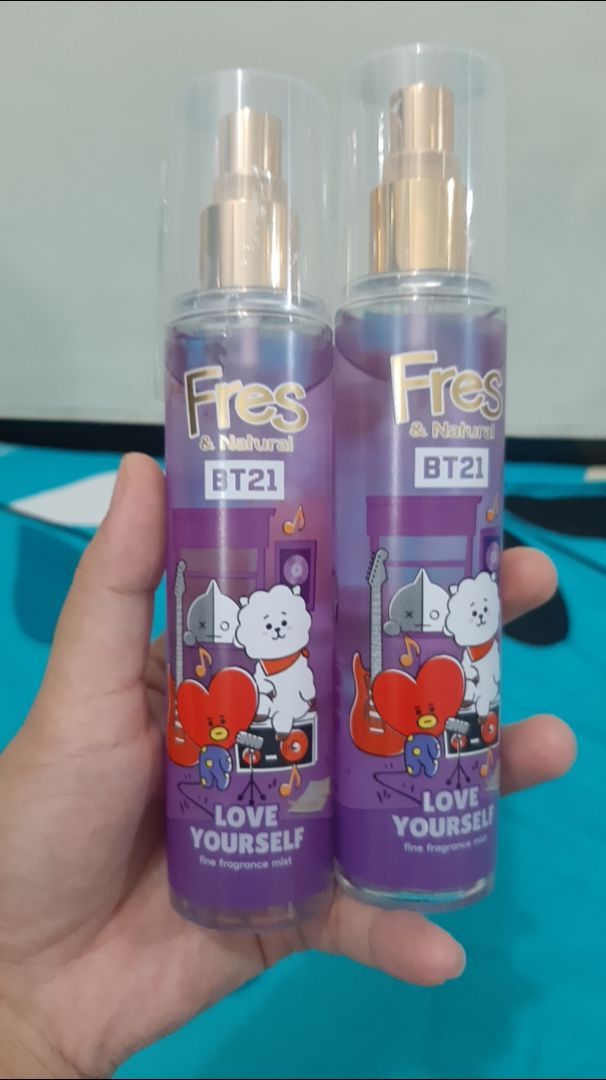 Fres
& Natural
BT21
LOVE
YOURSELF
fine fragrance mist
Fres
& Natural
BT21
LOVE
YOURSELF
fine fragrance mist